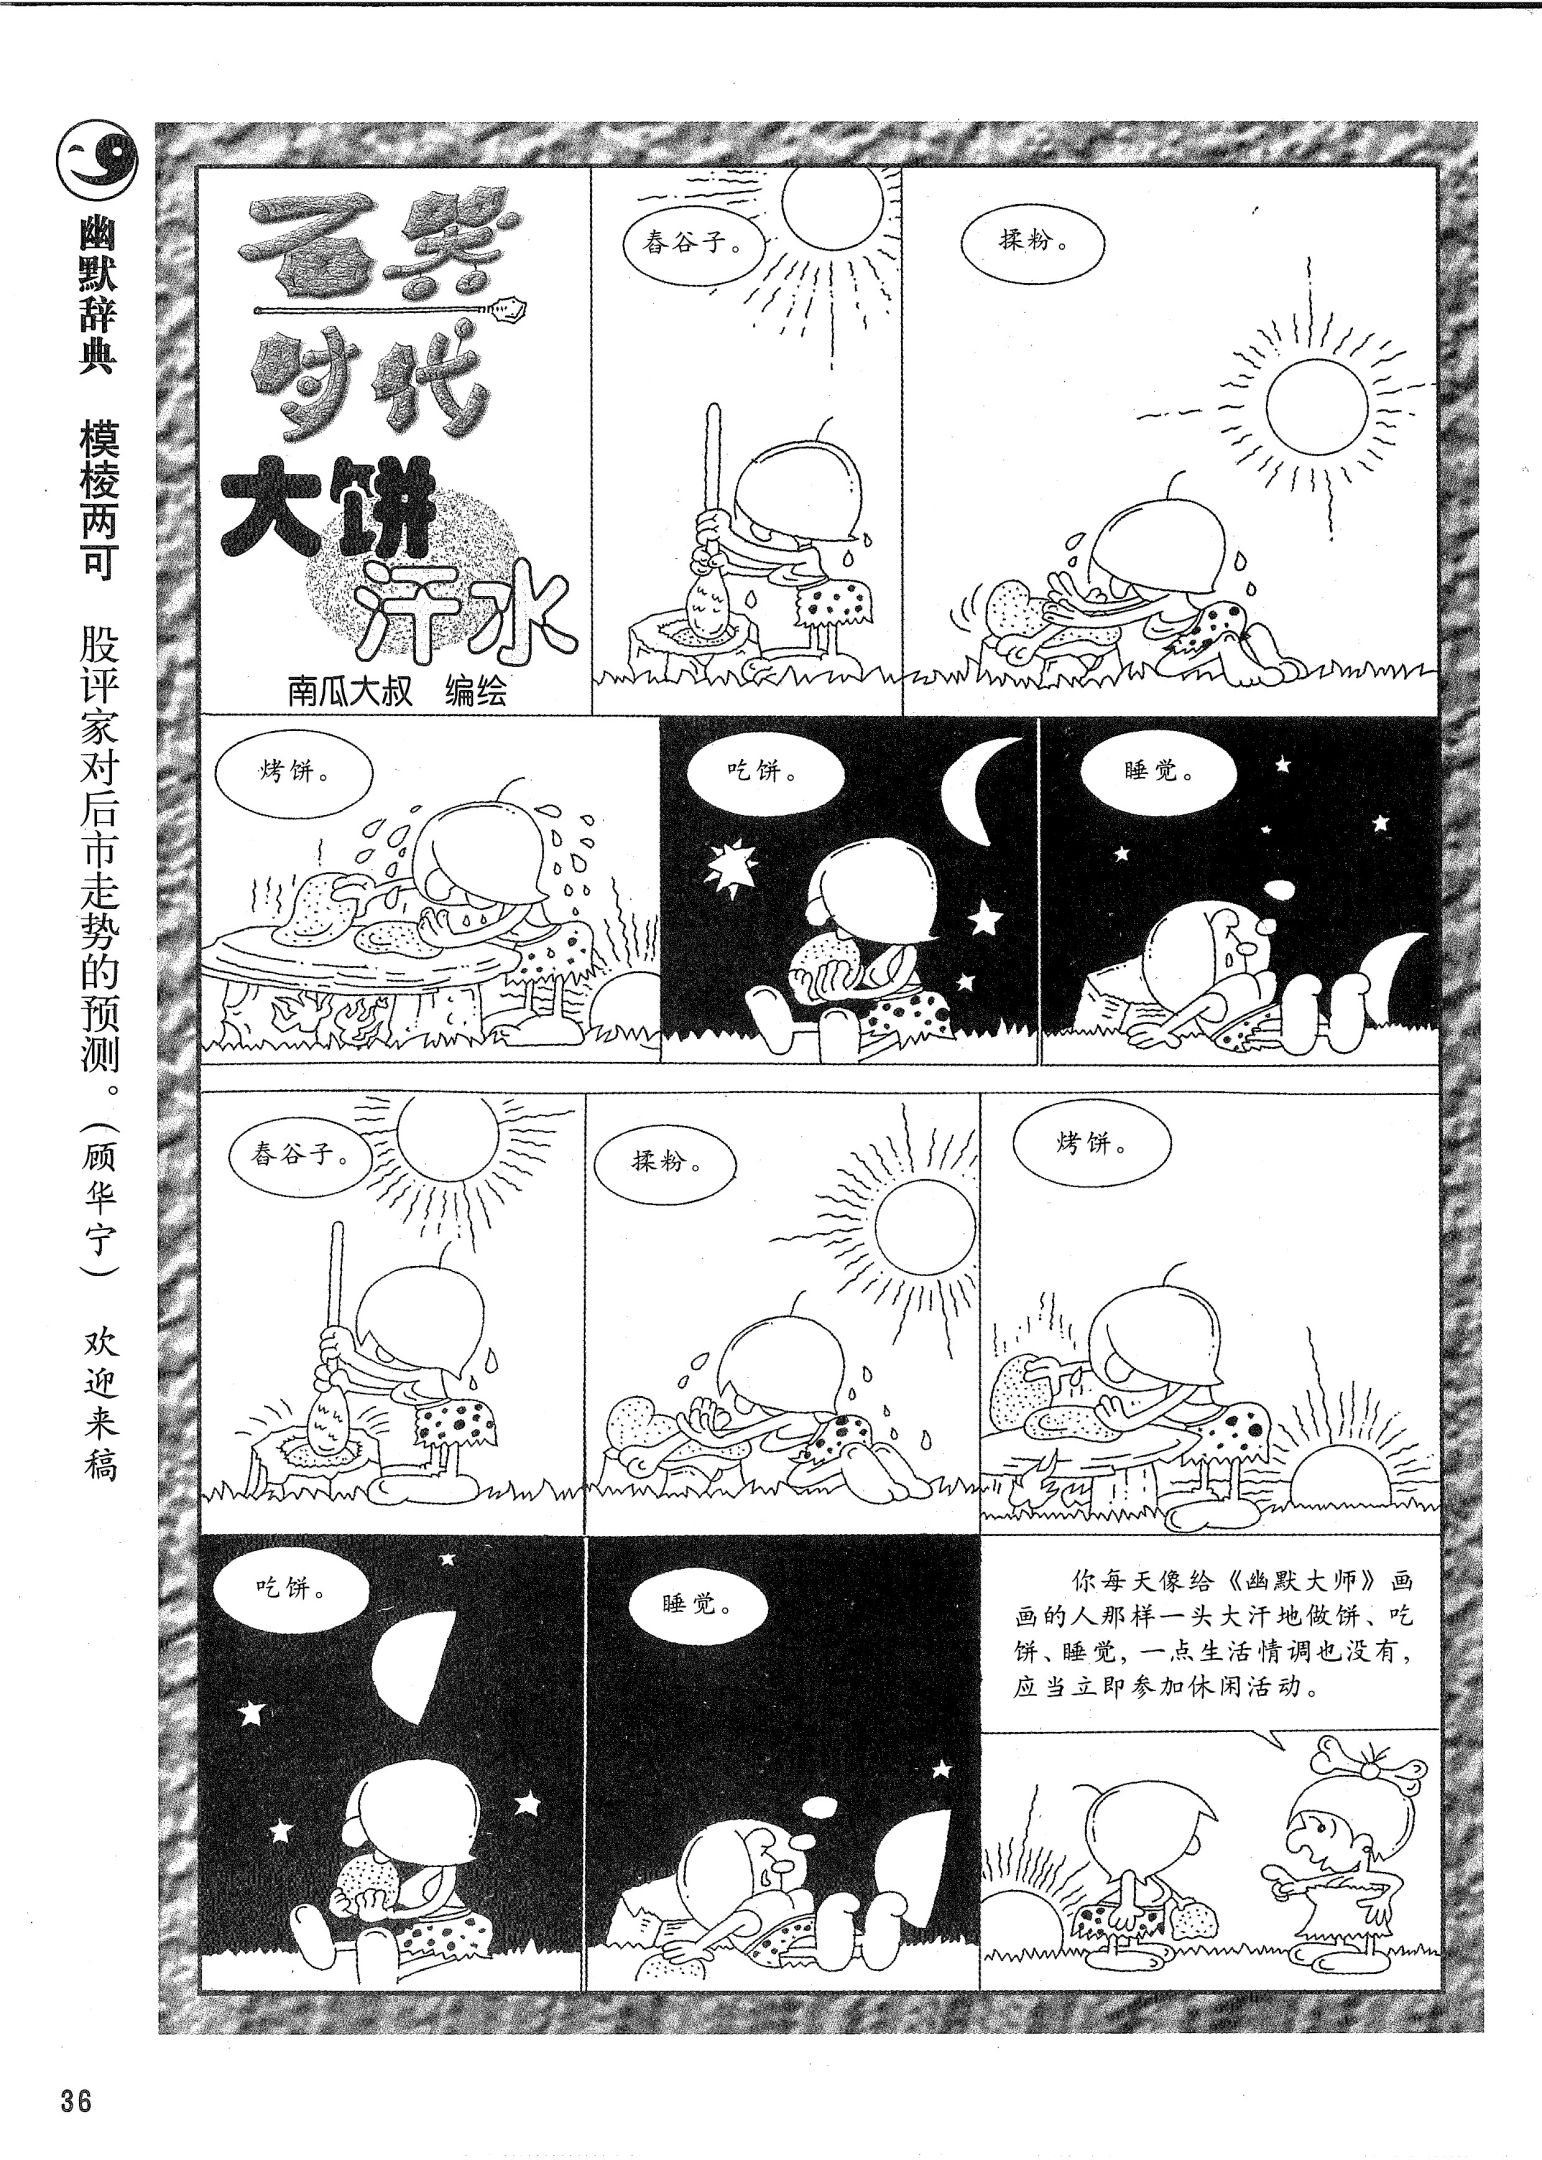 幽默辞典 模棱两可 股评家对后市走势的预测。(顾华宁) 欢迎来稿
石器
时代
大饼
汗水
南瓜大叔 编绘
舂谷子。
揉粉。
烤饼。
吃饼。
睡觉。
舂谷子。
揉粉。
烤饼。
吃饼。
睡觉。
你每天像给《幽默大师》画
画的人那样一头大汗地做饼、吃
饼、睡觉,一点生活情调也没有,
应当立即参加休闲活动。
36